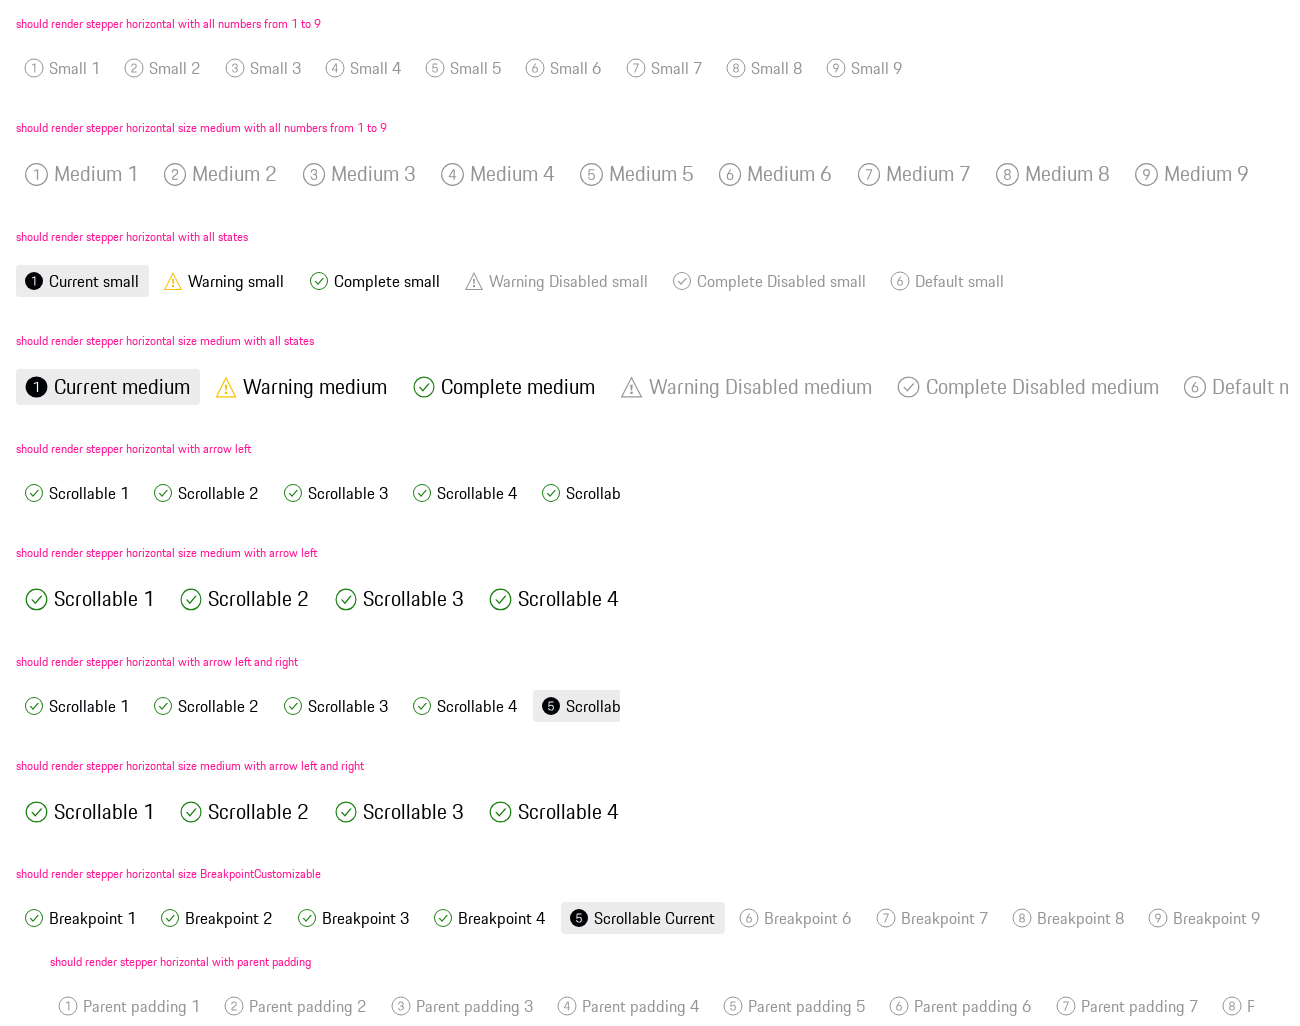 should render stepper horizontal with all numbers from 1 to 9
1 Small 1 2 Small 2 3 Small 3 4 Small 4 5 Small 5 6 Small 6 7 Small 7 8 Small 8 9 Small 9
should render stepper horizontal size medium with all numbers from 1 to 9
1 Medium 1 2 Medium 2 3 Medium 3 4 Medium 4 5 Medium 5 6 Medium 6 7 Medium 7 8 Medium 8 9 Medium 9
should render stepper horizontal with all states
1 Current small Warning small Complete small Warning Disabled small Complete Disabled small 6 Default small
should render stepper horizontal size medium with all states
1 Current medium Warning medium Complete medium Warning Disabled medium Complete Disabled medium 6 Default
should render stepper horizontal with arrow left
Scrollable 1 Scrollable 2 Scrollable 3 Scrollable 4 Scrollab
should render stepper horizontal size medium with arrow left
Scrollable 1 Scrollable 2 Scrollable 3 Scrollable 4
should render stepper horizontal with arrow left and right
Scrollable 1 Scrollable 2 Scrollable 3 Scrollable 4 5 Scrollab
should render stepper horizontal size medium with arrow left and right
Scrollable 1 Scrollable 2 Scrollable 3 Scrollable 4
should render stepper horizontal size BreakpointCustomizable
Breakpoint 1 Breakpoint 2 Breakpoint 3 Breakpoint 4 5 Scrollable Current 6 Breakpoint 6 7 Breakpoint 7 8 Breakpoint 8 9 Breakpoint 9
should render stepper horizontal with parent padding
1 Parent padding 1 2 Parent padding 2 3 Parent padding 3 4 Parent padding 4 5 Parent padding 5 6 Parent padding 6 7 Parent padding 7 8